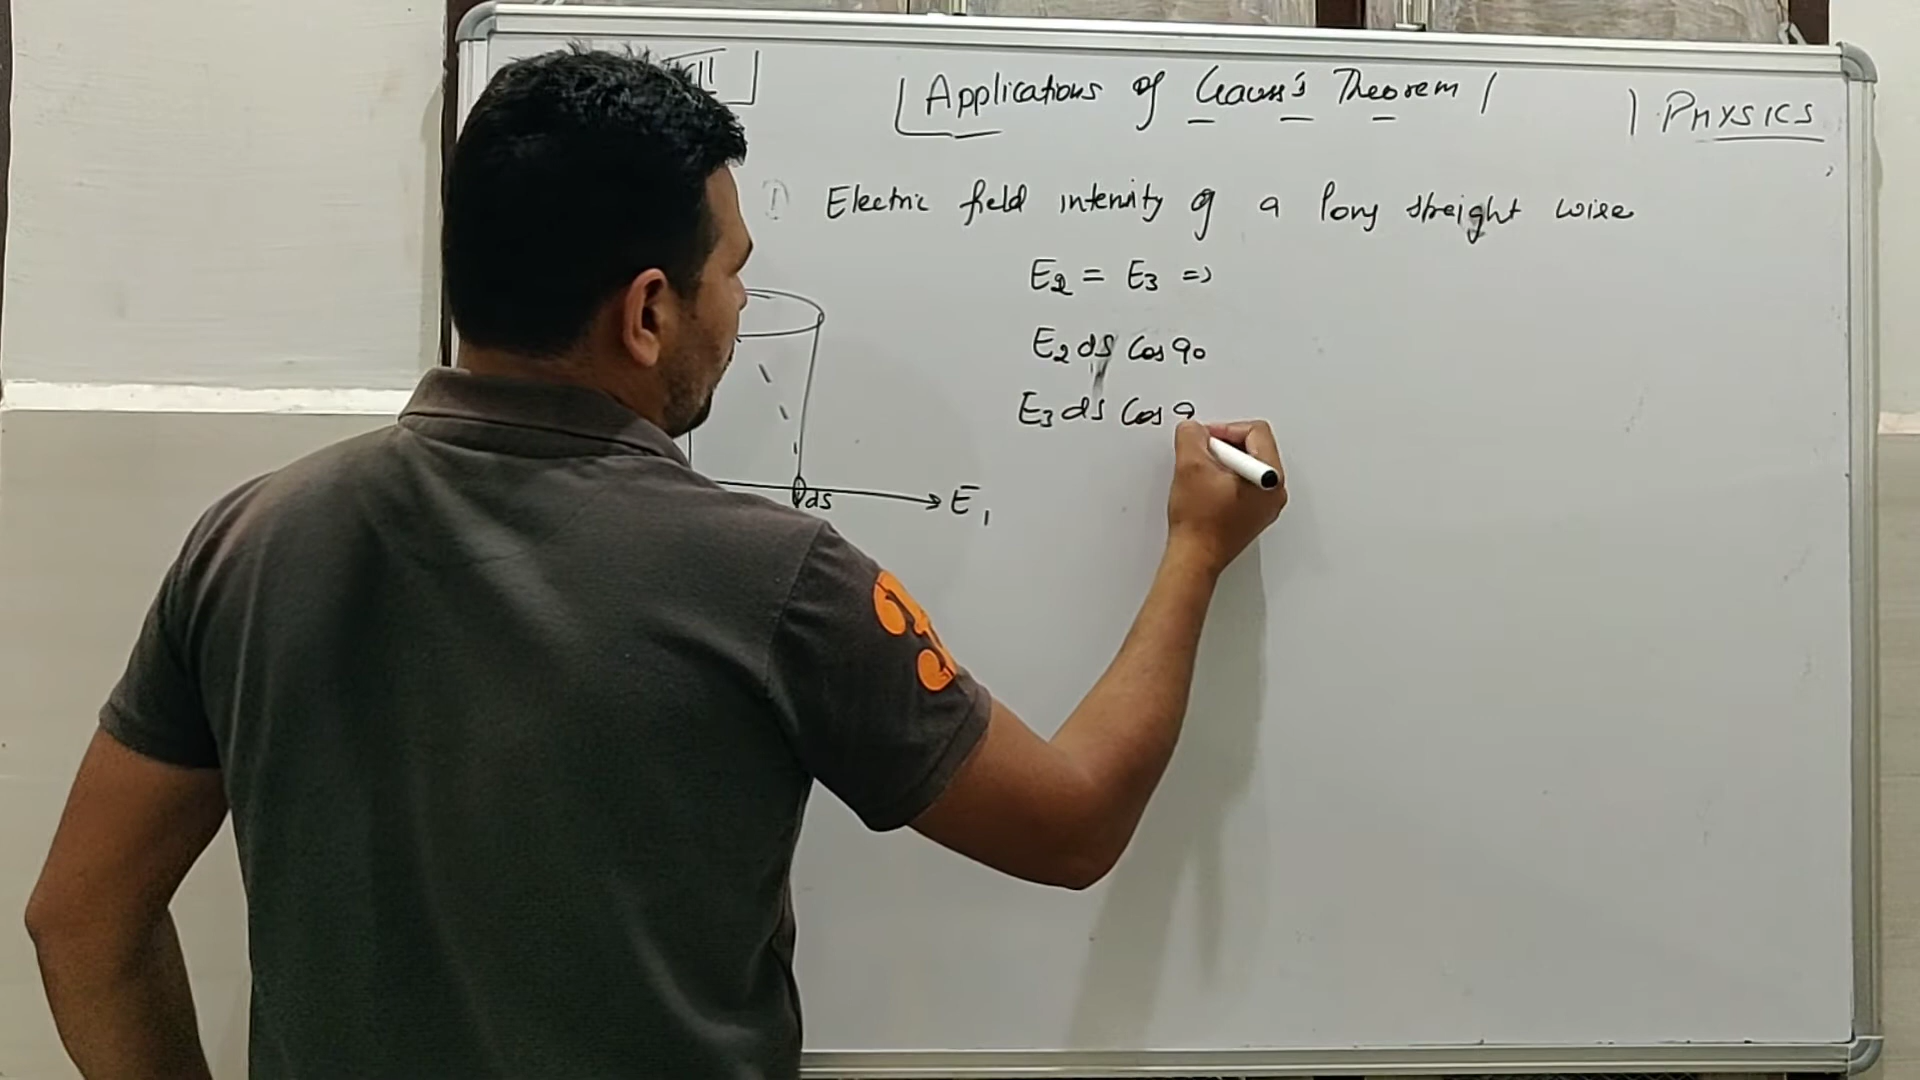 Applications of Gauss's Theorem
PHYSICS
① Electric field intensity of a long straight wire
E2 = E3 =>
E2 ds Cos 90
E3 ds Cos 9
ds
E1